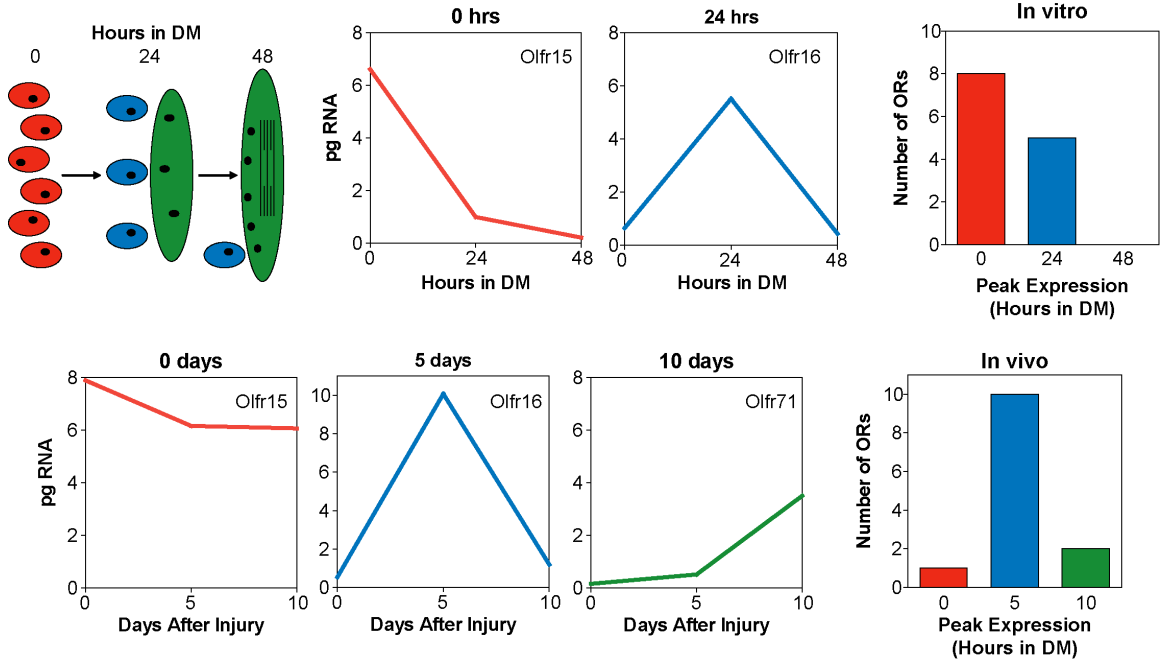 Hours in DM
0 24 48
0 hrs
8
6
4
2
0
pg RNA
Olfr15
0 24 48
Hours in DM
24 hrs
8
6
4
2
0
Olfr16
0 24 48
Hours in DM
In vitro
10
8
6
4
2
0
Number of ORs
0 24 48
Peak Expression
(Hours in DM)
0 days
8
6
4
2
0
pg RNA
Olfr15
0 5 10
Days After Injury
5 days
10
8
6
4
2
0
Olfr16
0 5 10
Days After Injury
10 days
8
6
4
2
0
Olfr71
0 5 10
Days After Injury
In vivo
10
8
6
4
2
0
Number of ORs
0 5 10
Peak Expression
(Hours in DM)